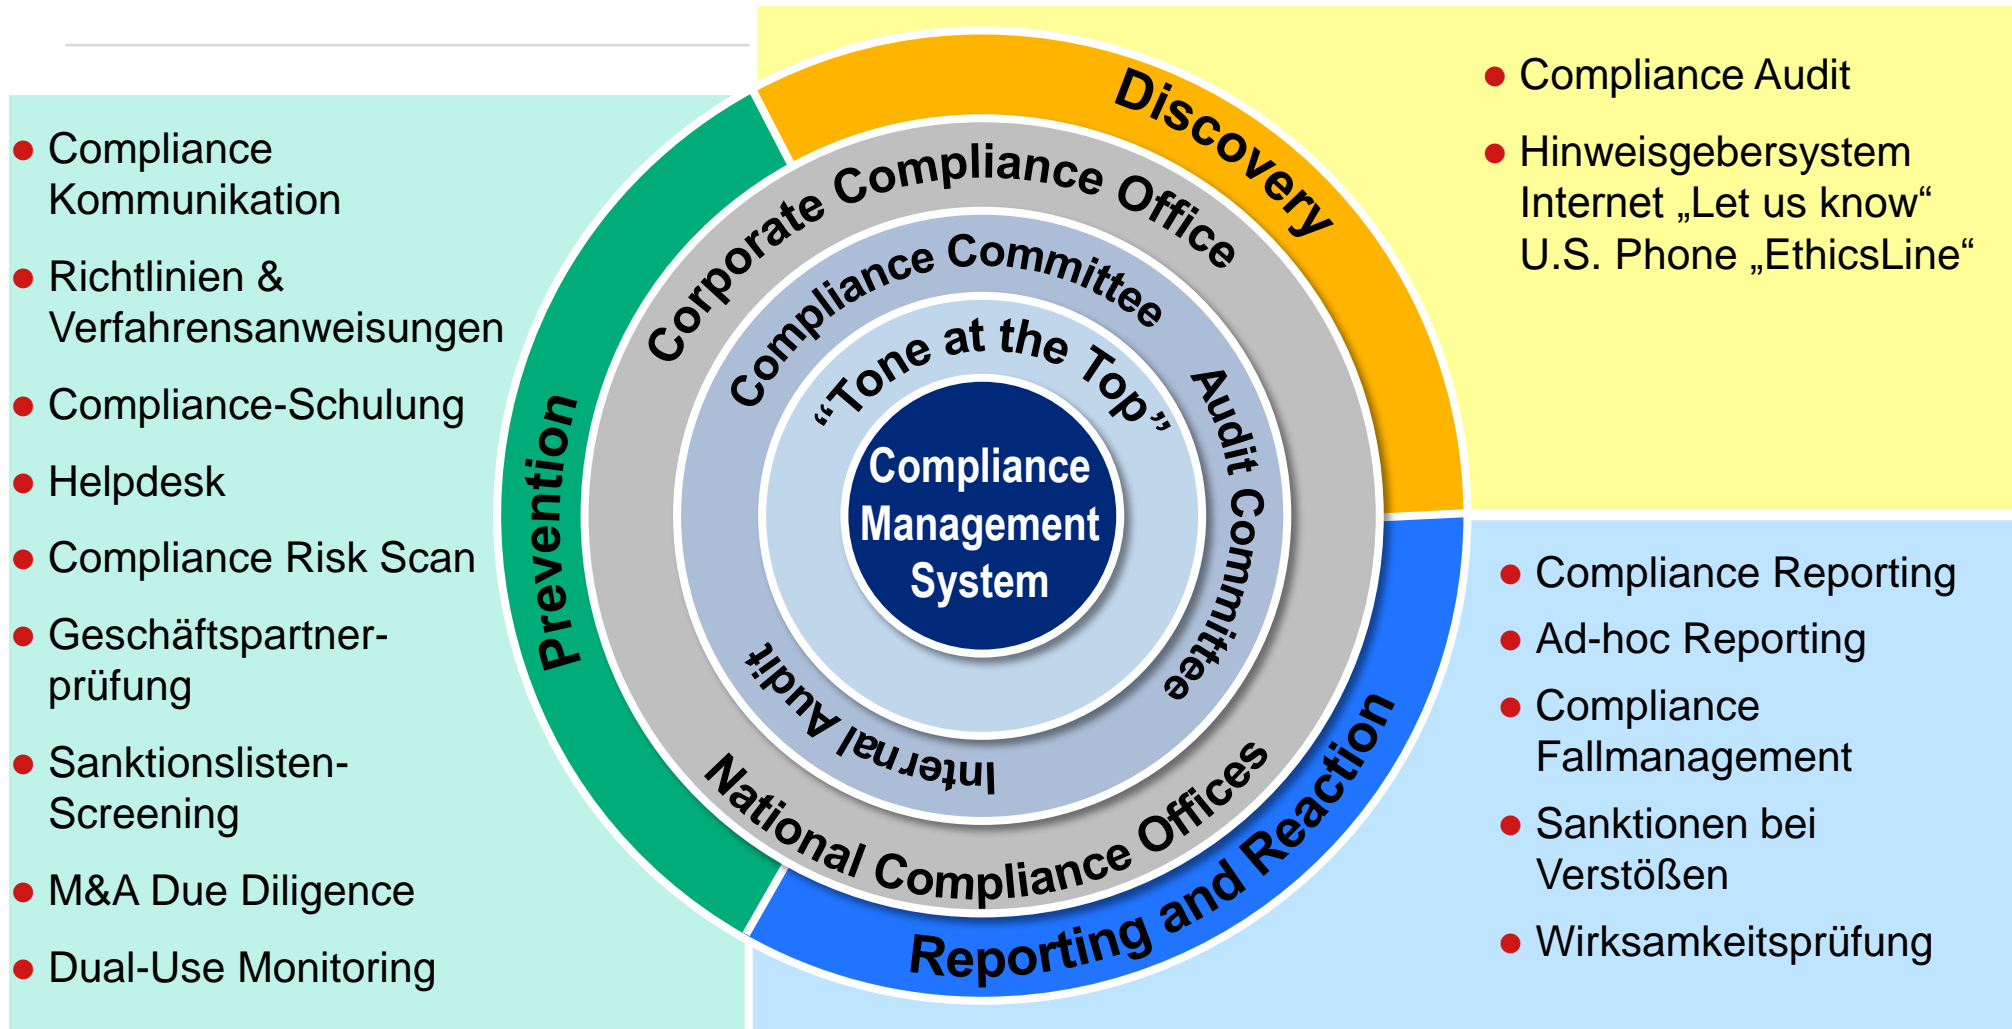 • Compliance
Kommunikation
• Richtlinien &
Verfahrensanweisungen
• Compliance-Schulung
• Helpdesk
• Compliance Risk Scan
• Geschäftspartner-
prüfung
• Sanktionslisten-
Screening
• M&A Due Diligence
• Dual-Use Monitoring
Prevention
Discovery
Reporting and Reaction
Corporate Compliance Office
National Compliance Offices
Compliance Committee
Audit Committee
Internal Audit
“Tone at the Top”
Compliance
Management
System
• Compliance Audit
• Hinweisgebersystem
Internet „Let us know“
U.S. Phone „EthicsLine“
• Compliance Reporting
• Ad-hoc Reporting
• Compliance
Fallmanagement
• Sanktionen bei
Verstößen
• Wirksamkeitsprüfung